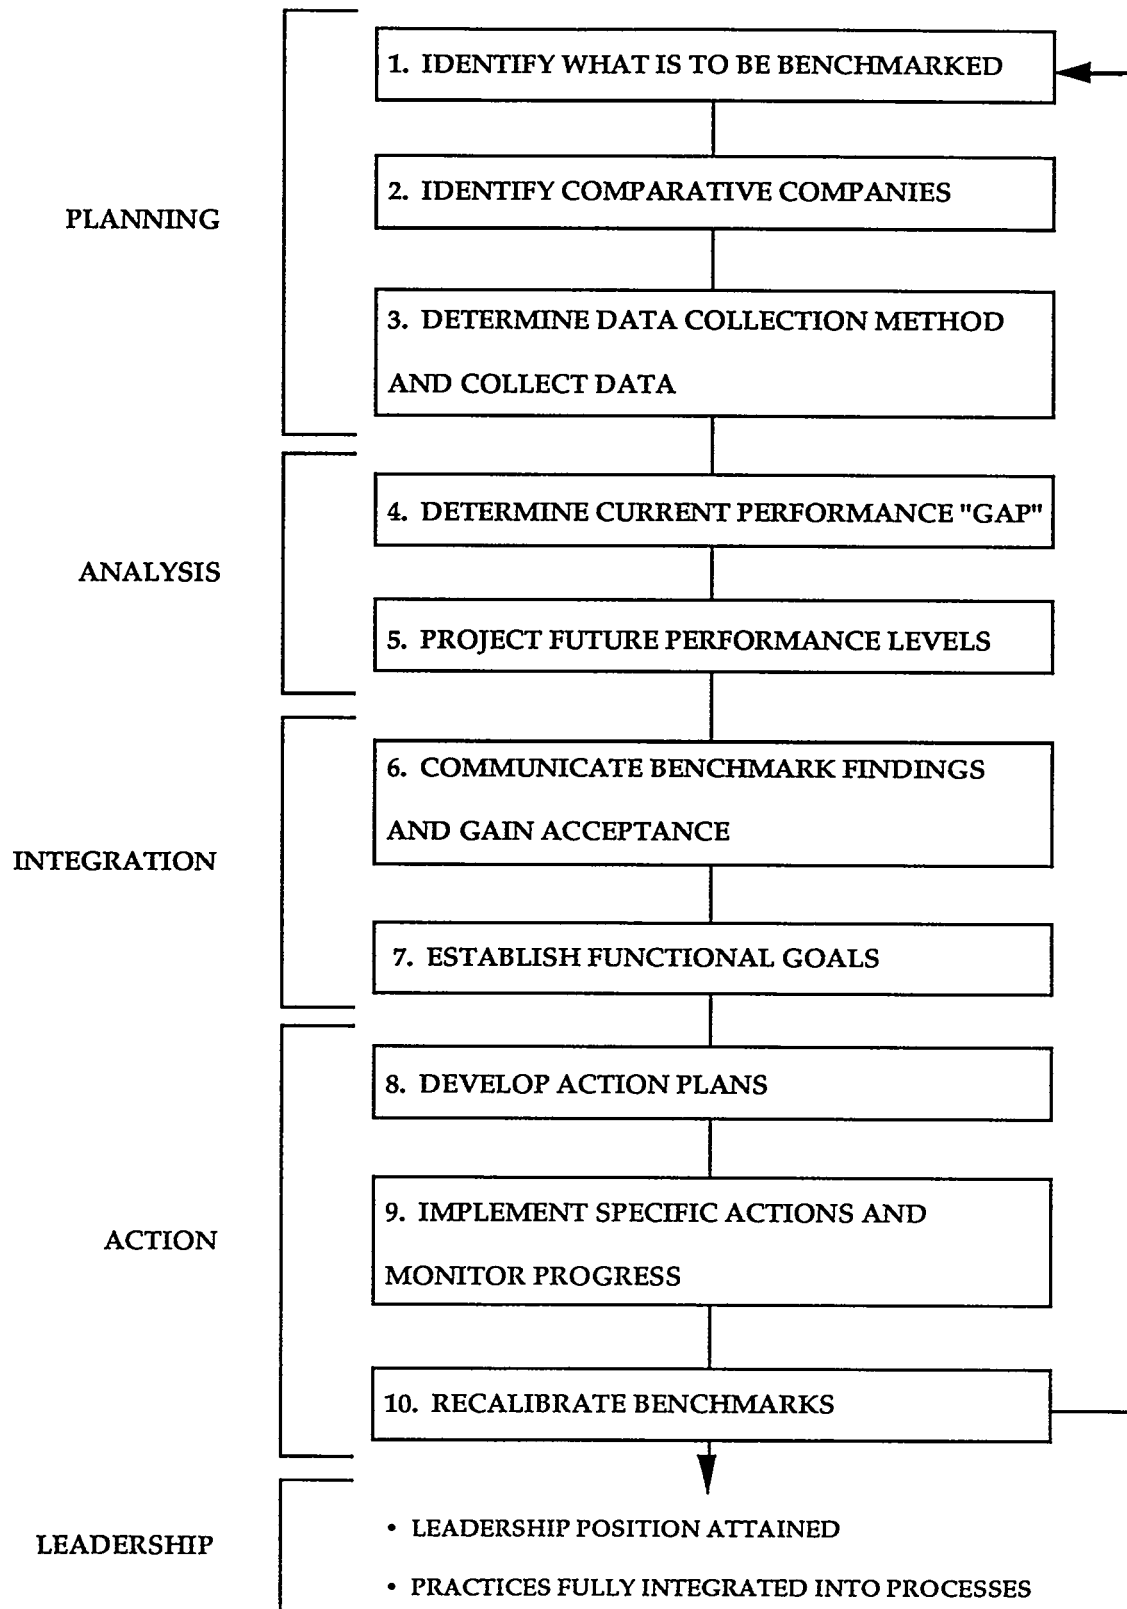 1. IDENTIFY WHAT IS TO BE BENCHMARKED
2. IDENTIFY COMPARATIVE COMPANIES
PLANNING
3. DETERMINE DATA COLLECTION METHOD
AND COLLECT DATA
4. DETERMINE CURRENT PERFORMANCE "GAP"
ANALYSIS
5. PROJECT FUTURE PERFORMANCE LEVELS
6. COMMUNICATE BENCHMARK FINDINGS
AND GAIN ACCEPTANCE
INTEGRATION
7. ESTABLISH FUNCTIONAL GOALS
8. DEVELOP ACTION PLANS
9. IMPLEMENT SPECIFIC ACTIONS AND
ACTION
MONITOR PROGRESS
10. RECALIBRATE BENCHMARKS
• LEADERSHIP POSITION ATTAINED
LEADERSHIP
• PRACTICES FULLY INTEGRATED INTO PROCESSES